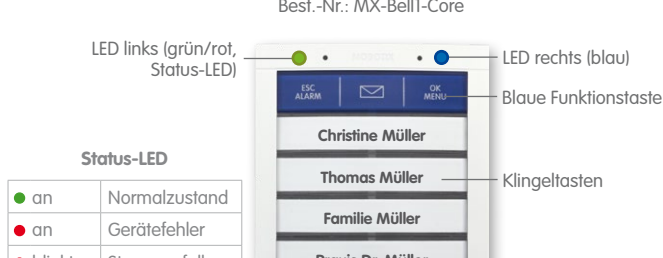 Best.-Nr.: MX-Bell1-Core
LED links (grün/rot,
Status-LED)
LED rechts (blau)
ESC
ALARM
OK
MENU
Blaue Funktionstaste
Christine Müller
Thomas Müller
Klingeltasten
Familie Müller
Status-LED
an Normalzustand
an Gerätefehler